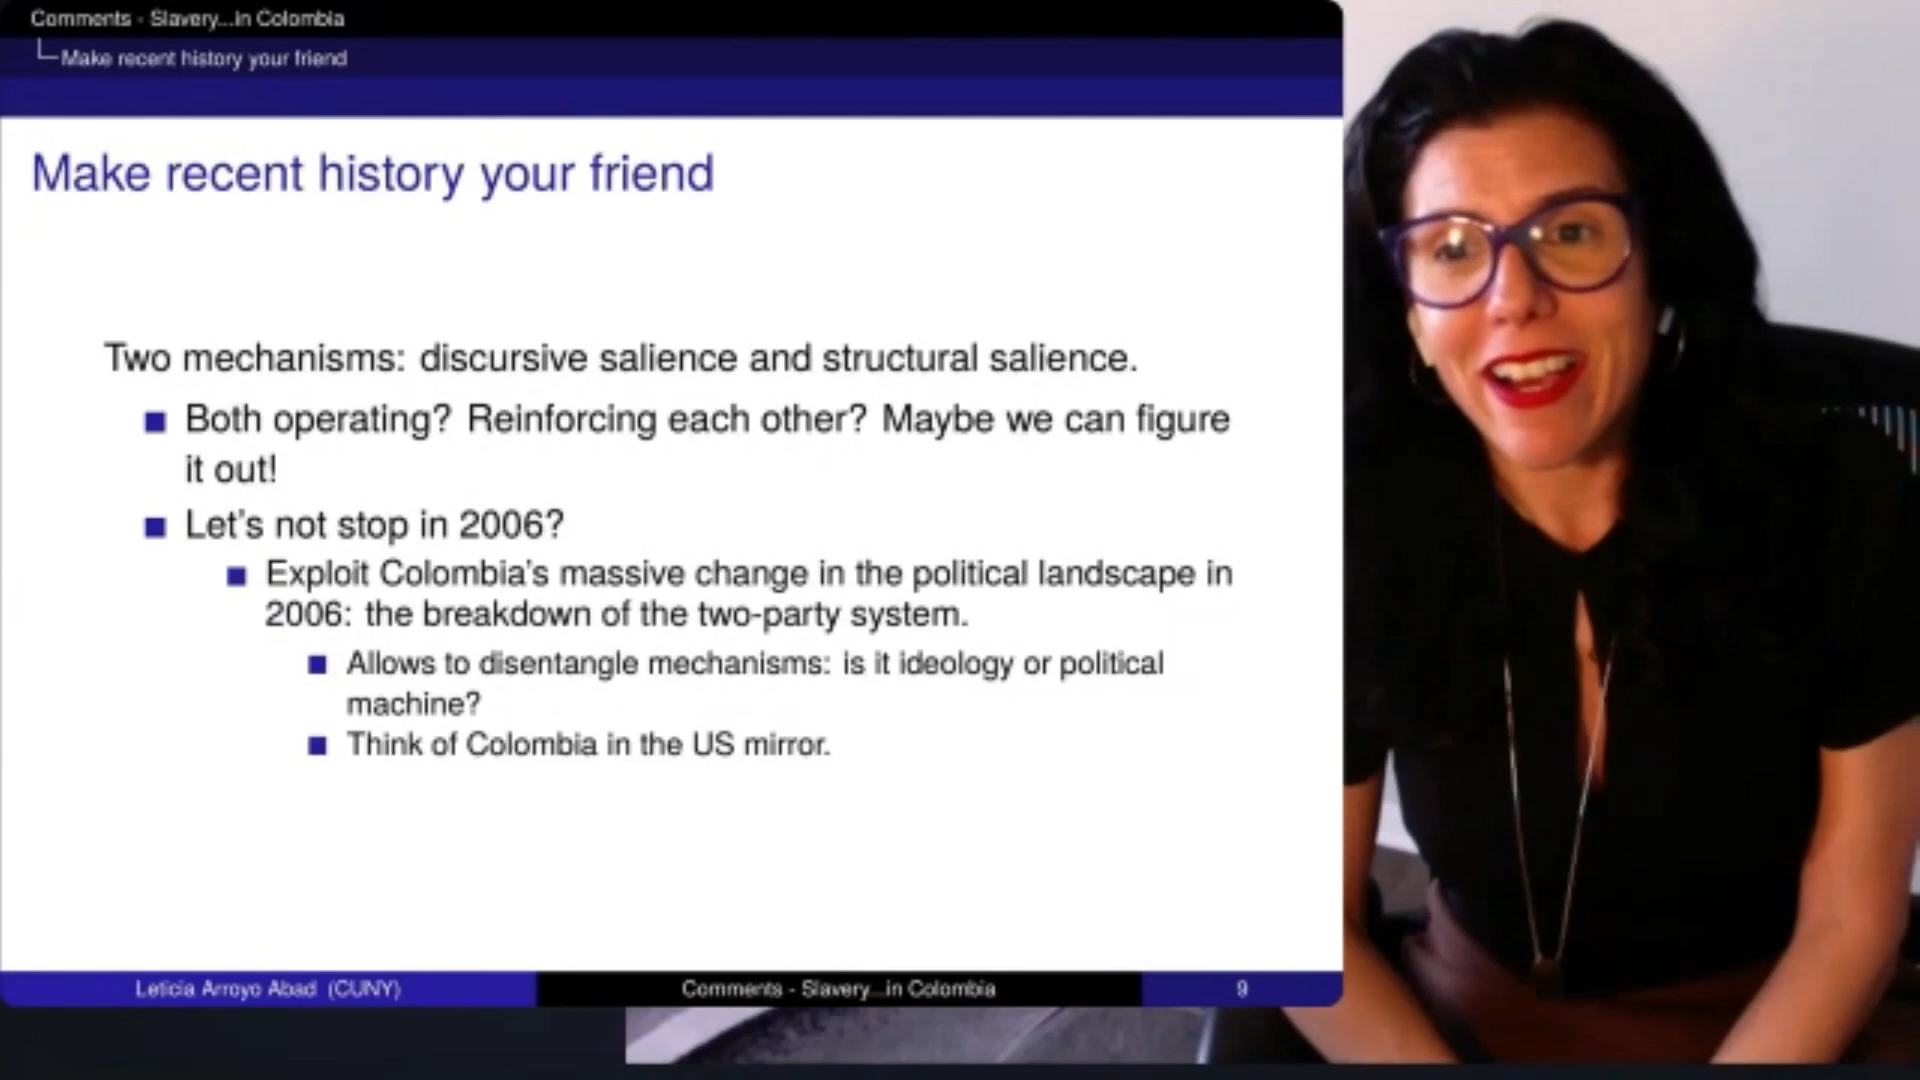 Comments - Slavery...in Colombia
Make recent history your friend
Make recent history your friend
Two mechanisms: discursive salience and structural salience.
Both operating? Reinforcing each other? Maybe we can figure
it out!
Let's not stop in 2006?
Exploit Colombia's massive change in the political landscape in
2006: the breakdown of the two-party system.
Allows to disentangle mechanisms: is it ideology or political
machine?
Think of Colombia in the US mirror.
Leticia Arroyo Abad (CUNY)
Comments - Slavery...in Colombia
9